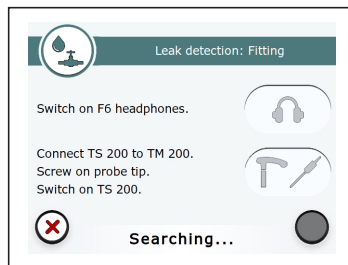 Leak detection: Fitting
Switch on F6 headphones.
Connect TS 200 to TM 200.
Screw on probe tip.
Switch on TS 200.
Searching...